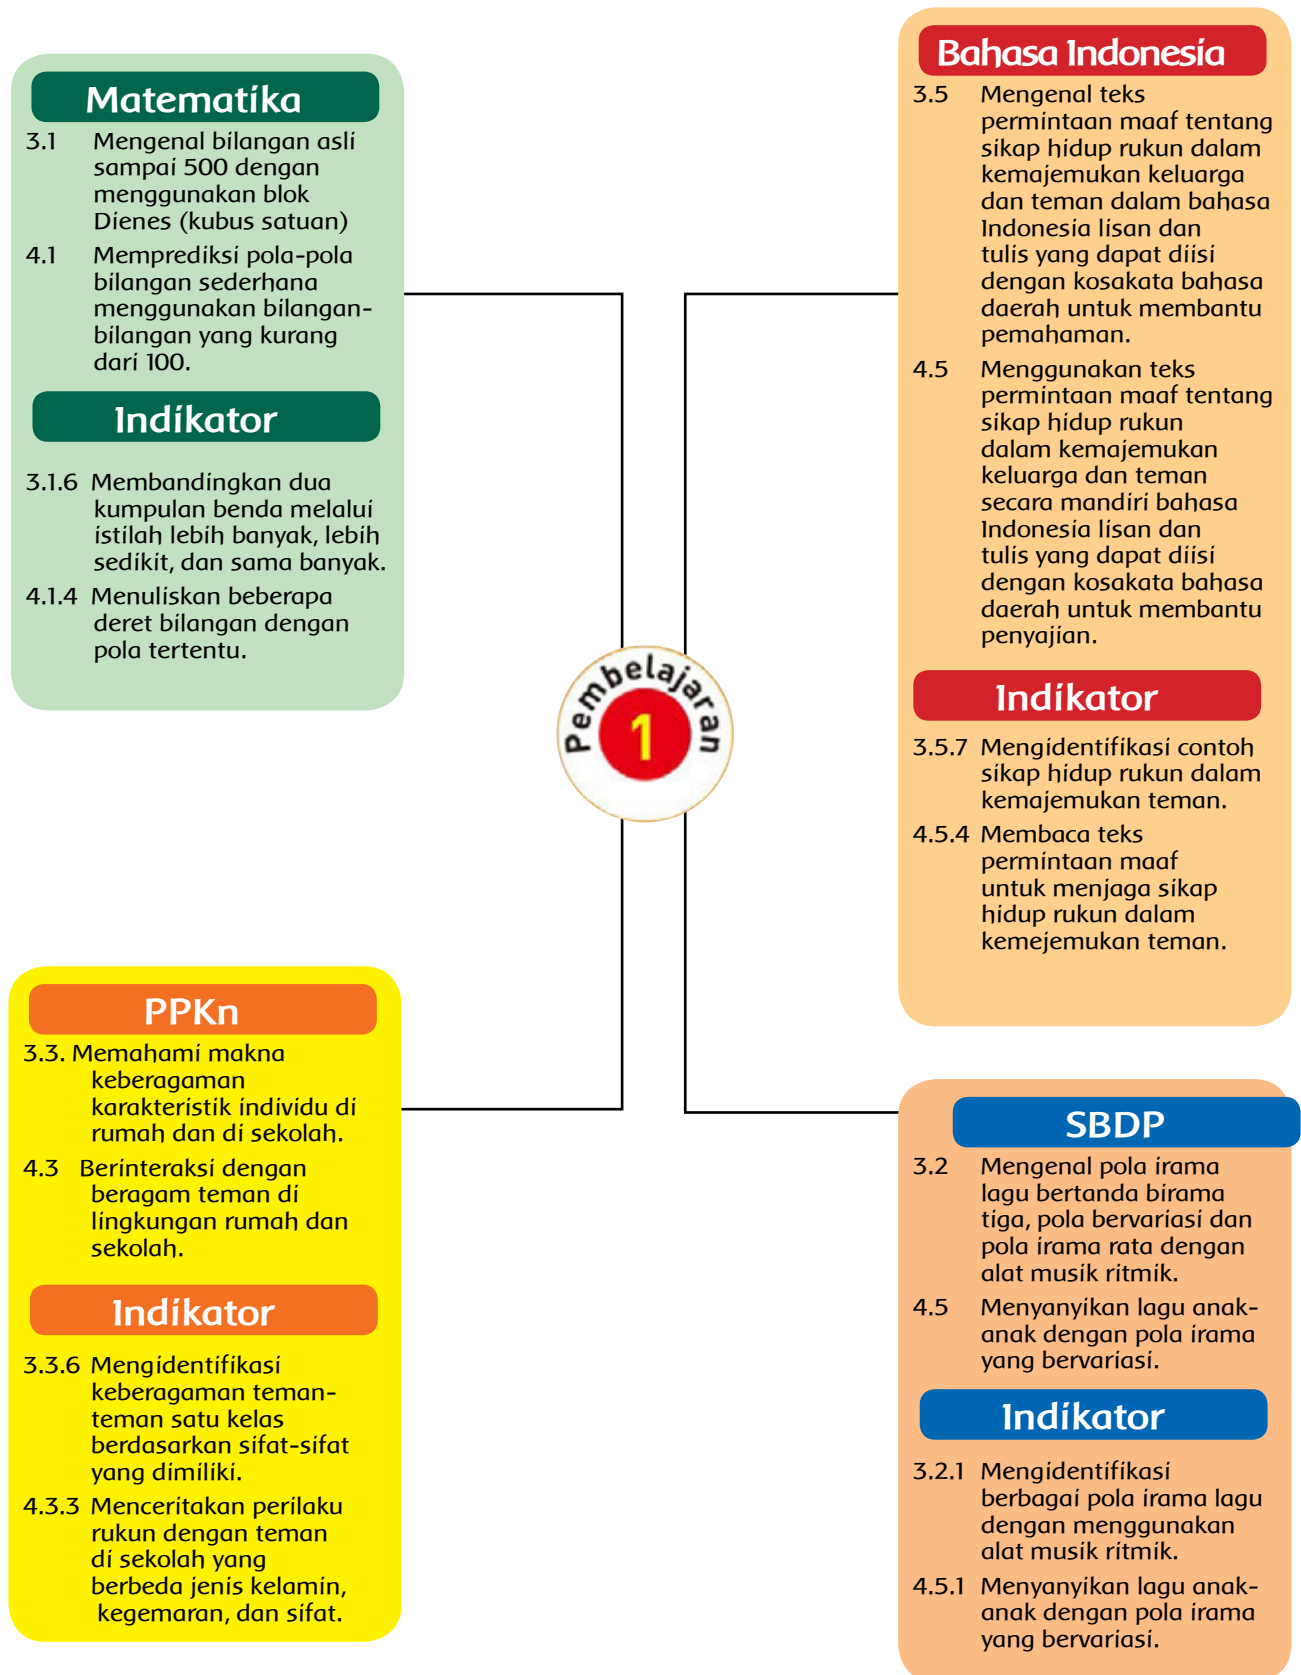 Matematika
3.1 Mengenal bilangan asli
sampai 500 dengan
menggunakan blok
Dienes (kubus satuan)
4.1 Memprediksi pola-pola
bilangan sederhana
menggunakan bilangan-
bilangan yang kurang
dari 100.
Indikator
3.1.6 Membandingkan dua
kumpulan benda melalui
istilah lebih banyak, lebih
sedikit, dan sama banyak.
4.1.4 Menuliskan beberapa
deret bilangan dengan
pola tertentu.
Bahasa Indonesia
3.5 Mengenal teks
permintaan maaf tentang
sikap hidup rukun dalam
kemajemukan keluarga
dan teman dalam bahasa
Indonesia lisan dan
tulis yang dapat diisi
dengan kosakata bahasa
daerah untuk membantu
pemahaman.
4.5 Menggunakan teks
permintaan maaf tentang
sikap hidup rukun
dalam kemajemukan
keluarga dan teman
secara mandiri bahasa
Indonesia lisan dan
tulis yang dapat diisi
dengan kosakata bahasa
daerah untuk membantu
penyajian.
Indikator
3.5.7 Mengidentifikasi contoh
sikap hidup rukun dalam
kemajemukan teman.
4.5.4 Membaca teks
permintaan maaf
untuk menjaga sikap
hidup rukun dalam
kemejemukan teman.
Pembelajaran
1
PPKn
3.3. Memahami makna
keberagaman
karakteristik individu di
rumah dan di sekolah.
4.3 Berinteraksi dengan
beragam teman di
lingkungan rumah dan
sekolah.
Indikator
3.3.6 Mengidentifikasi
keberagaman teman-
teman satu kelas
berdasarkan sifat-sifat
yang dimiliki.
4.3.3 Menceritakan perilaku
rukun dengan teman
di sekolah yang
berbeda jenis kelamin,
kegemaran, dan sifat.
SBDP
3.2 Mengenal pola irama
lagu bertanda birama
tiga, pola bervariasi dan
pola irama rata dengan
alat musik ritmik.
4.5 Menyanyikan lagu anak-
anak dengan pola irama
yang bervariasi.
Indikator
3.2.1 Mengidentifikasi
berbagai pola irama lagu
dengan menggunakan
alat musik ritmik.
4.5.1 Menyanyikan lagu anak-
anak dengan pola irama
yang bervariasi.